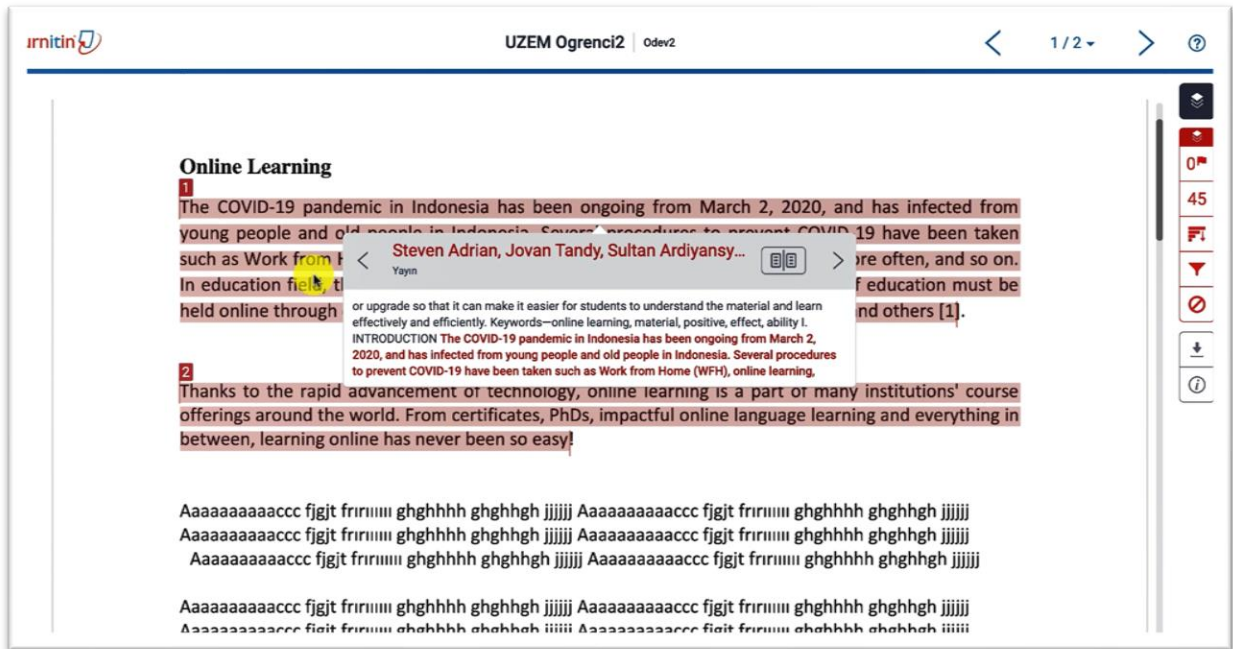 urnitin
UZEM Ogrenci2 Odev2
1 / 2
Online Learning
1
The COVID-19 pandemic in Indonesia has been ongoing from March 2, 2020, and has infected from
young people and old people in Indonesia. Several procedures to prevent COVID-19 have been taken
such as Work from H
ore often, and so on.
In education field, th
f education must be
held online through
nd others [1].
Steven Adrian, Jovan Tandy, Sultan Ardiyansy...
Yayın
or upgrade so that it can make it easier for students to understand the material and learn
effectively and efficiently. Keywords—online learning, material, positive, effect, ability I.
INTRODUCTION The COVID-19 pandemic in Indonesia has been ongoing from March 2,
2020, and has infected from young people and old people in Indonesia. Several procedures
to prevent COVID-19 have been taken such as Work from Home (WFH), online learning,
2
Thanks to the rapid advancement of technology, online learning is a part of many institutions' course
offerings around the world. From certificates, PhDs, impactful online language learning and everything in
between, learning online has never been so easy!
Aaaaaaaaaaccc fjgjt frırıııııı ghghhhh ghghhgh jjjjjj Aaaaaaaaaaccc fjgjt frırıııııı ghghhhh ghghhgh jjjjjj
Aaaaaaaaaaccc fjgjt frırıııııı ghghhhh ghghhgh jjjjjj Aaaaaaaaaaccc fjgjt frırıııııı ghghhhh ghghhgh jjjjjj
Aaaaaaaaaaccc fjgjt frırıııııı ghghhhh ghghhgh jjjjjj Aaaaaaaaaaccc fjgjt frırıııııı ghghhhh ghghhgh jjjjjj
Aaaaaaaaaaccc fjgjt frırıııııı ghghhhh ghghhgh jjjjjj Aaaaaaaaaaccc fjgjt frırıııııı ghghhhh ghghhgh jjjjjj
0
45